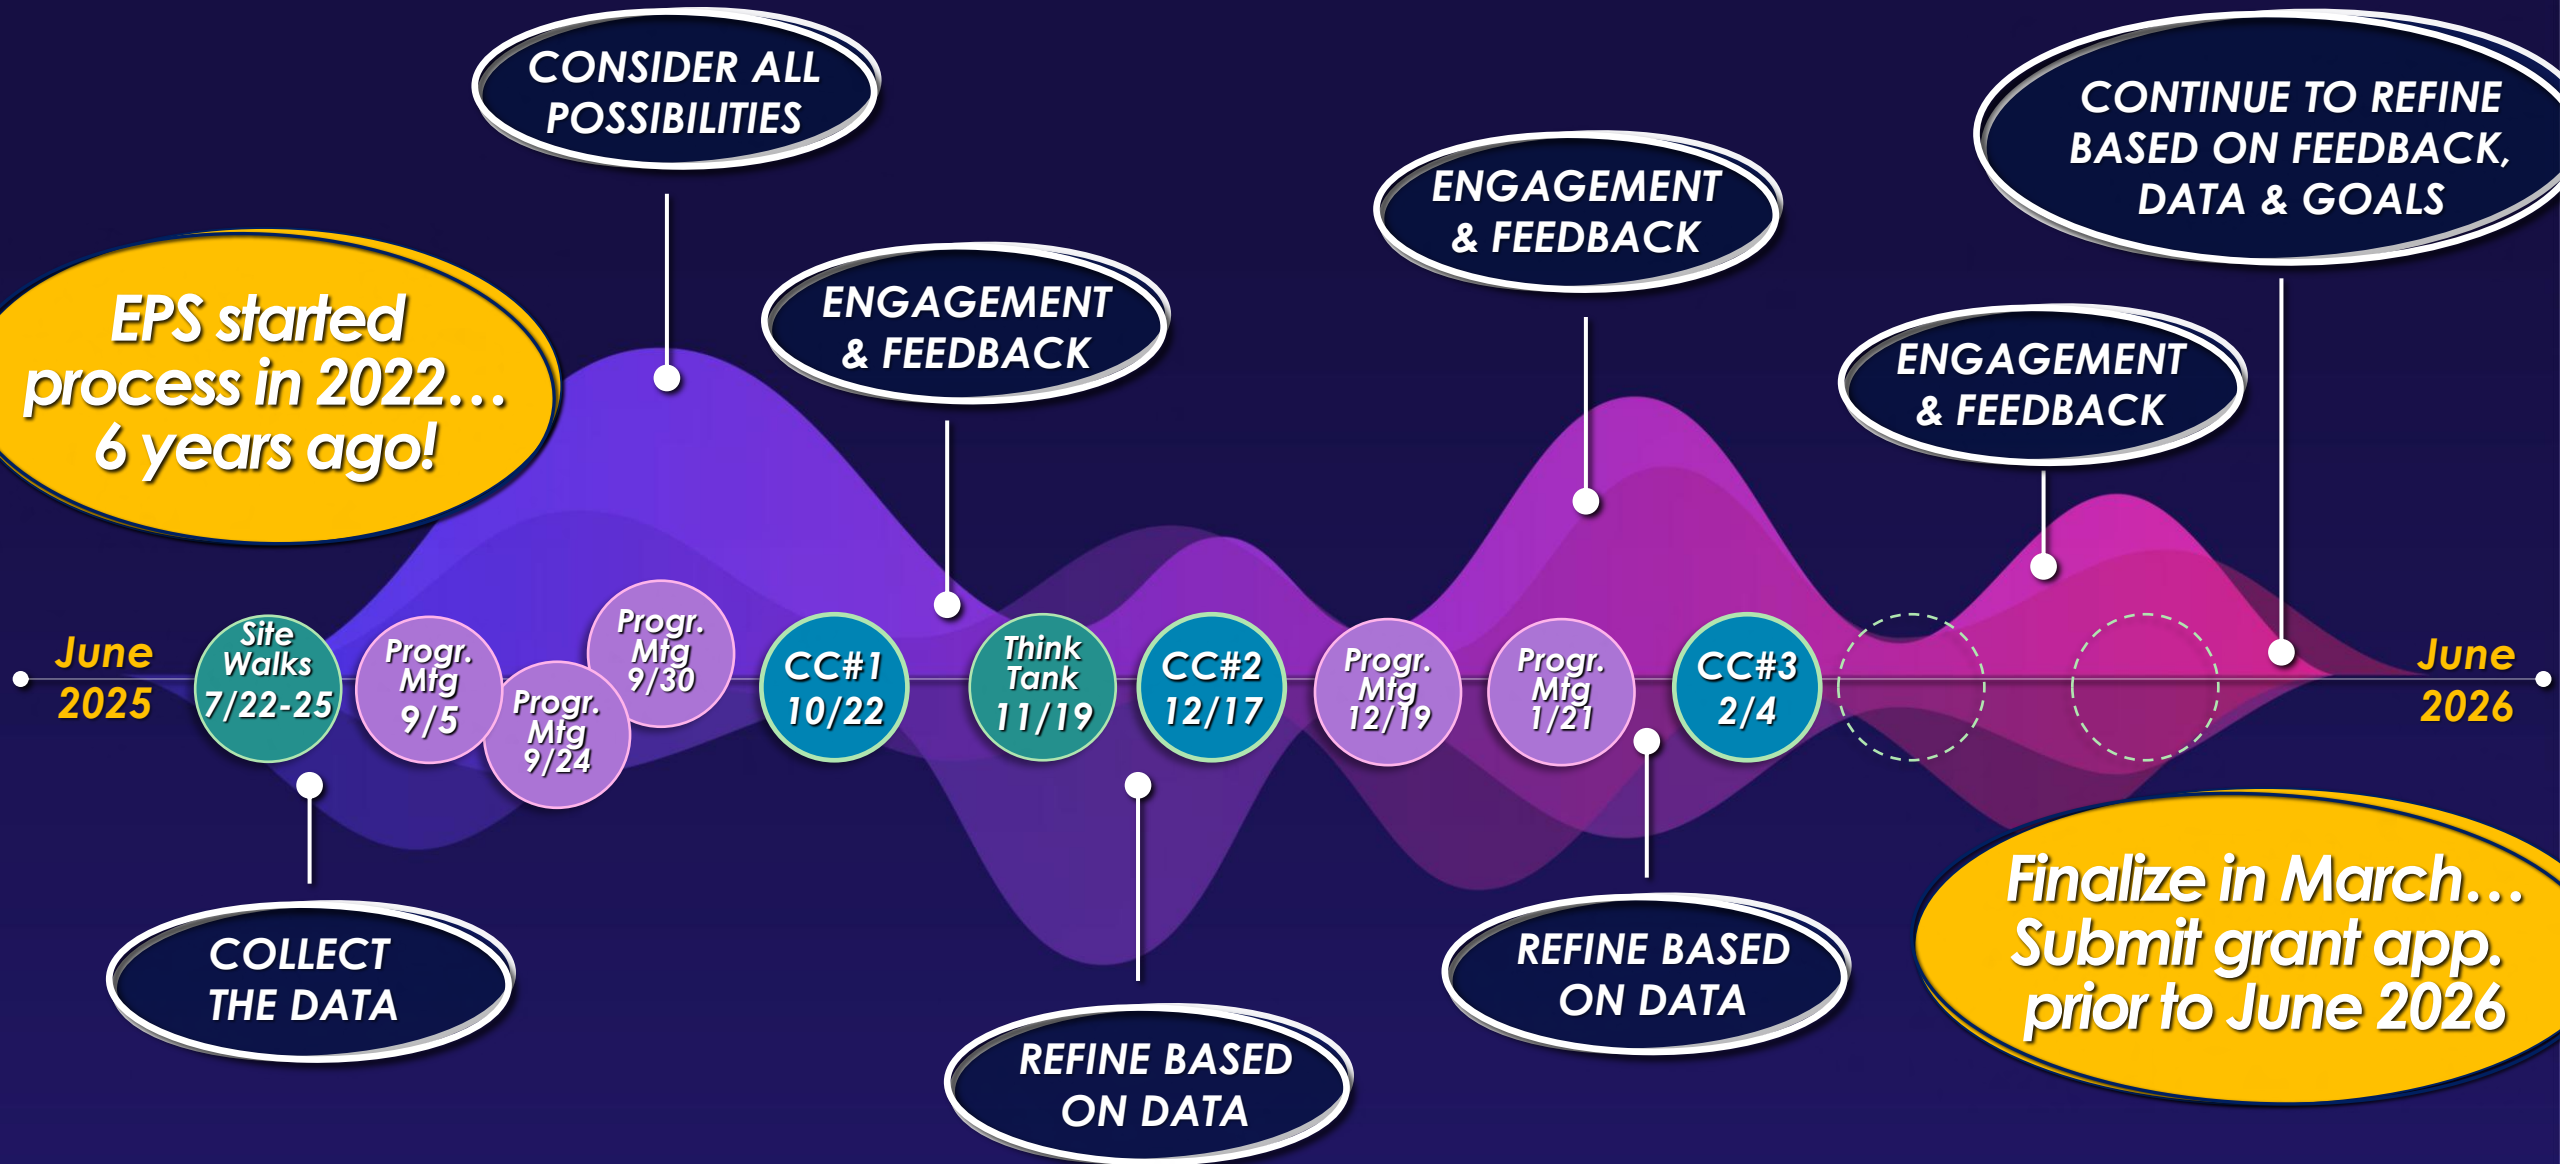 CONSIDER ALL
POSSIBILITIES
CONTINUE TO REFINE
BASED ON FEEDBACK,
DATA & GOALS
ENGAGEMENT
& FEEDBACK
EPS started
process in 2022...
6 years ago!
ENGAGEMENT
& FEEDBACK
ENGAGEMENT
& FEEDBACK
June
2025
Site
Walks
7/22-25
Progr.
Mtg
9/5
Progr.
Mtg
9/24
Progr.
Mtg
9/30
CC#1
10/22
Think
Tank
11/19
CC#2
12/17
Progr.
Mtg
12/19
Progr.
Mtg
1/21
CC#3
2/4
June
2026
COLLECT
THE DATA
REFINE BASED
ON DATA
REFINE BASED
ON DATA
Finalize in March...
Submit grant app.
prior to June 2026